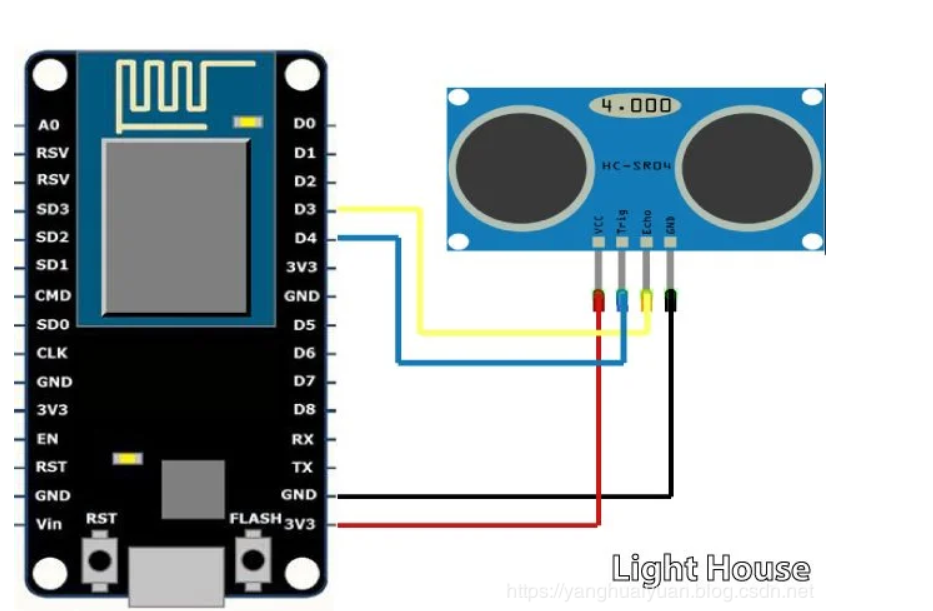 4.000
HC-SR04
VCC
Trig
Echo
GND
A0
RSV
RSV
SD3
SD2
SD1
CMD
SD0
CLK
GND
3V3
EN
RST
GND
Vin
D0
D1
D2
D3
D4
3V3
GND
D5
D6
D7
D8
RX
TX
GND
3V3
RST
FLASH
Light House
https://yanghuaiyuan.blog.csdn.net